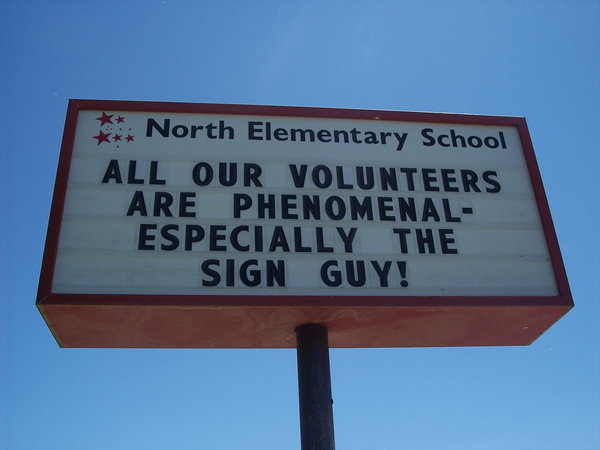 North Elementary School
ALL OUR VOLUNTEERS
ARE PHENOMENAL-
ESPECIALLY THE
SIGN GUY!